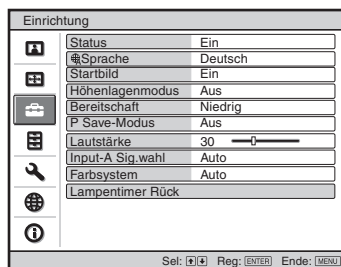 Einrichtung
Status Ein
Sprache Deutsch
Startbild Ein
Höhenlagenmodus Aus
Bereitschaft Niedrig
P Save-Modus Aus
Lautstärke 30
Input-A Sig.wahl Auto
Farbsystem Auto
Lampentimer Rück
Sel: Reg: ENTER Ende: MENU